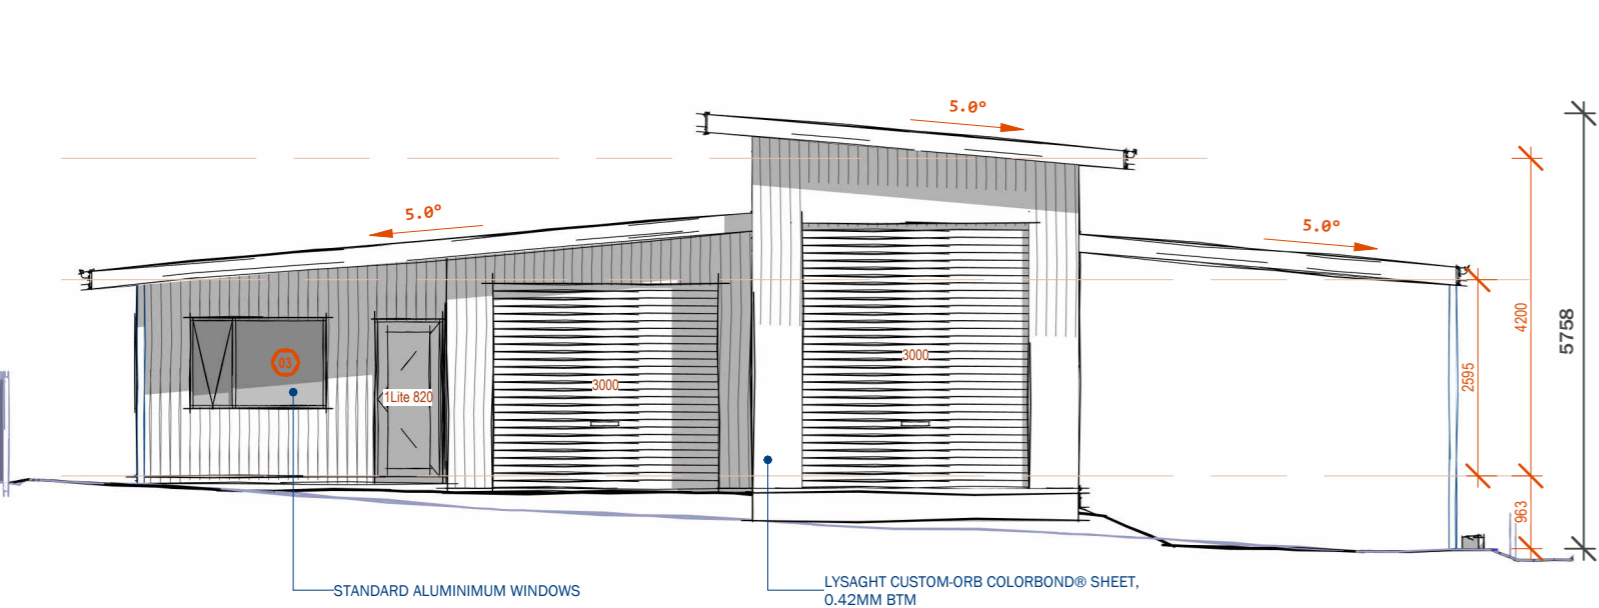 5.0°
5.0°
5.0°
4200
5758
03
3000
2595
3000
1Lite 820
963
STANDARD ALUMINIMUM WINDOWS
LYSAGHT CUSTOM-ORB COLORBOND® SHEET,
0.42MM BTM